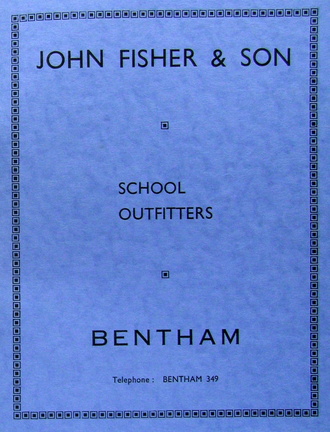 JOHN FISHER & SON
SCHOOL
OUTFITTERS
BENTHAM
Telephone : BENTHAM 349